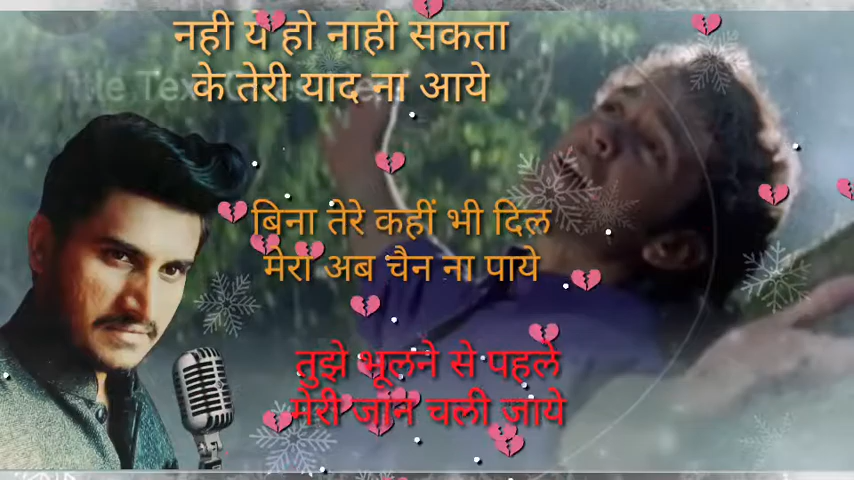 नही ये हो नाही सकता
के तेरी याद ना आये
बिना तेरे कहीं भी दिल
मेरा अब चैन ना पाये
तुझे भूलने से पहले
मेरी जान चली जाये